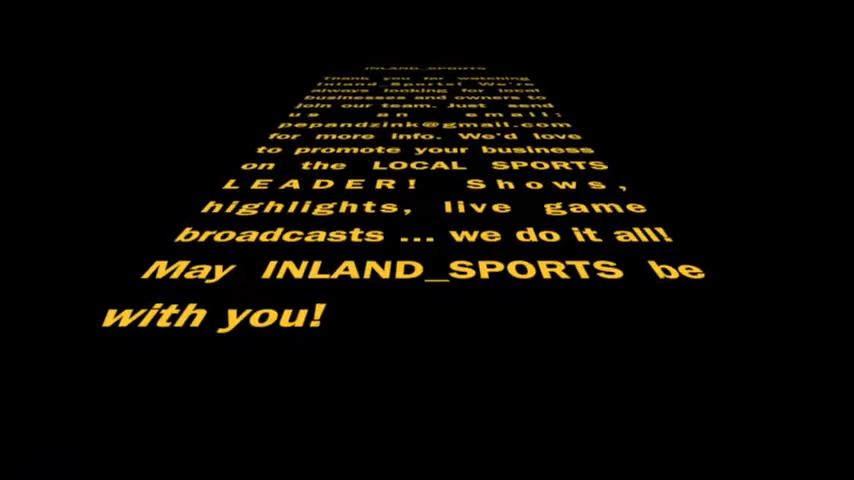 INLAND_SPORTS
Thank you for watching
Inland_Sports! We're
always looking for local
businesses and owners to
join our team. Just send
us an email:
pepandzink@gmail.com
for more info. We'd love
to promote your business
on the LOCAL SPORTS
LEADER! Shows,
highlights, live game
broadcasts ... we do it all!
May INLAND_SPORTS be
with you!